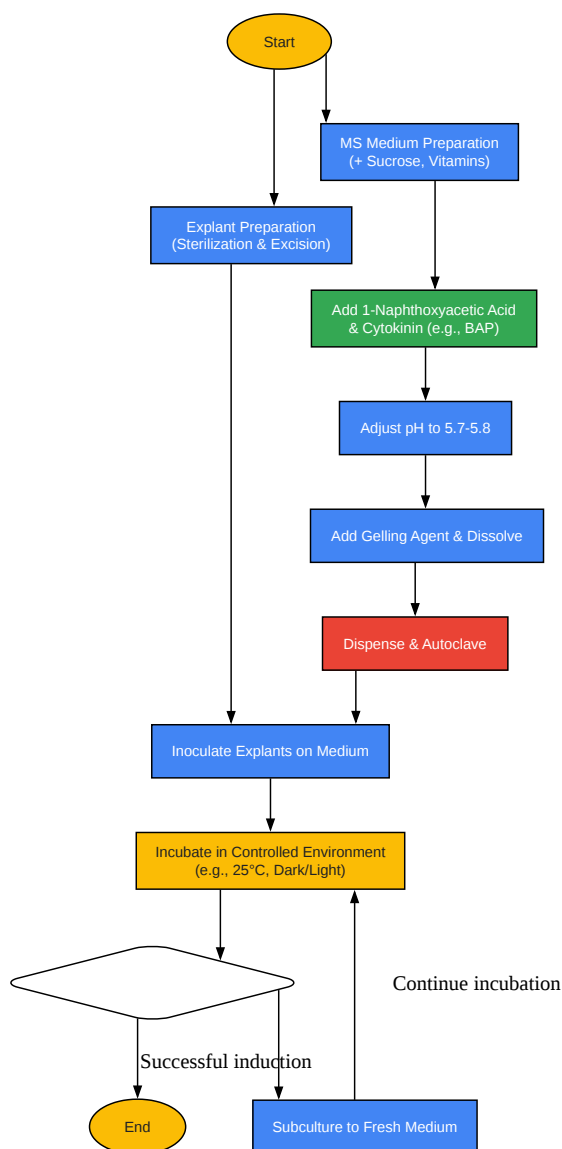 Start
MS Medium Preparation
(+ Sucrose, Vitamins)
Explant Preparation
(Sterilization & Excision)
Add 1-Naphthoxyacetic Acid
& Cytokinin (e.g., BAP)
Adjust pH to 5.7-5.8
Add Gelling Agent & Dissolve
Dispense & Autoclave
Inoculate Explants on Medium
Incubate in Controlled Environment
(e.g., 25°C, Dark/Light)
Continue incubation
Successful induction
End
Subculture to Fresh Medium